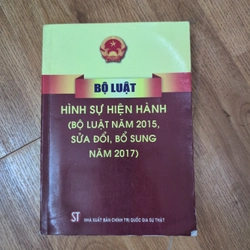 BỘ LUẬT
HÌNH SỰ HIỆN HÀNH
(BỘ LUẬT NĂM 2015,
SỬA ĐỔI, BỔ SUNG
NĂM 2017)
ST NHÀ XUẤT BẢN CHÍNH TRỊ QUỐC GIA SỰ THẬT